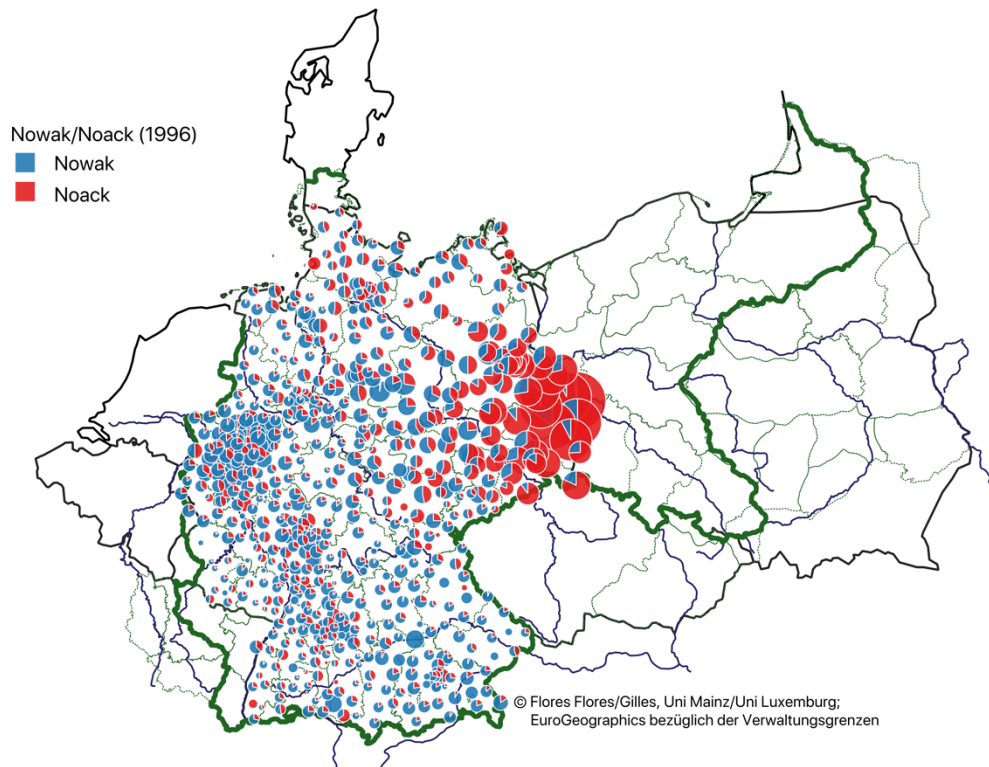 Nowak/Noack (1996)
Nowak
Noack
© Flores Flores/Gilles, Uni Mainz/Uni Luxemburg;
EuroGeographics bezüglich der Verwaltungsgrenzen